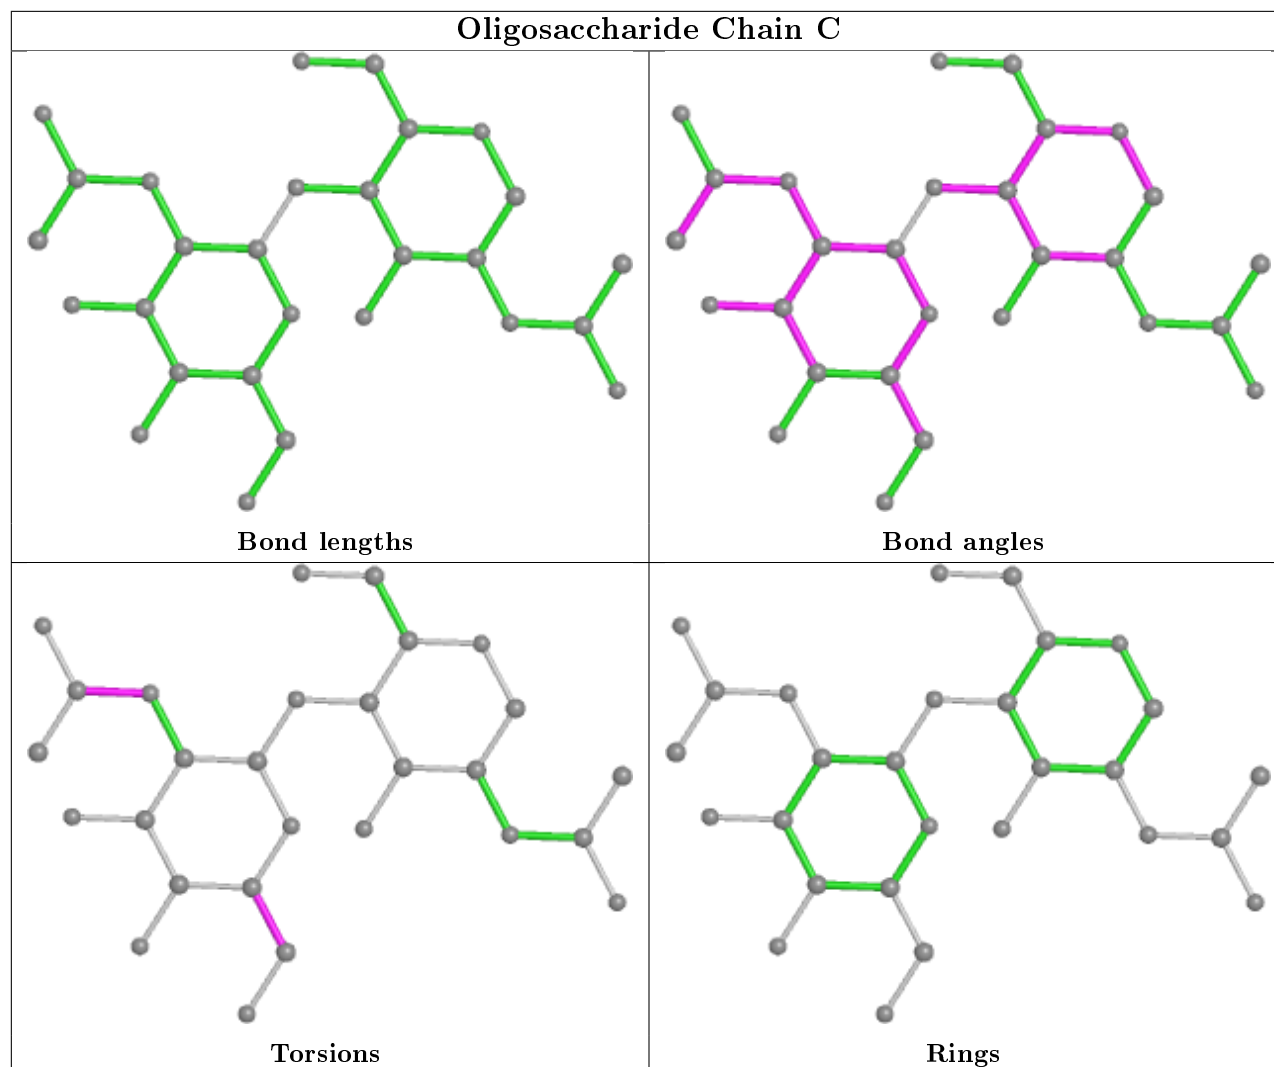 Oligosaccharide Chain C
Bond lengths
Bond angles
Torsions
Rings